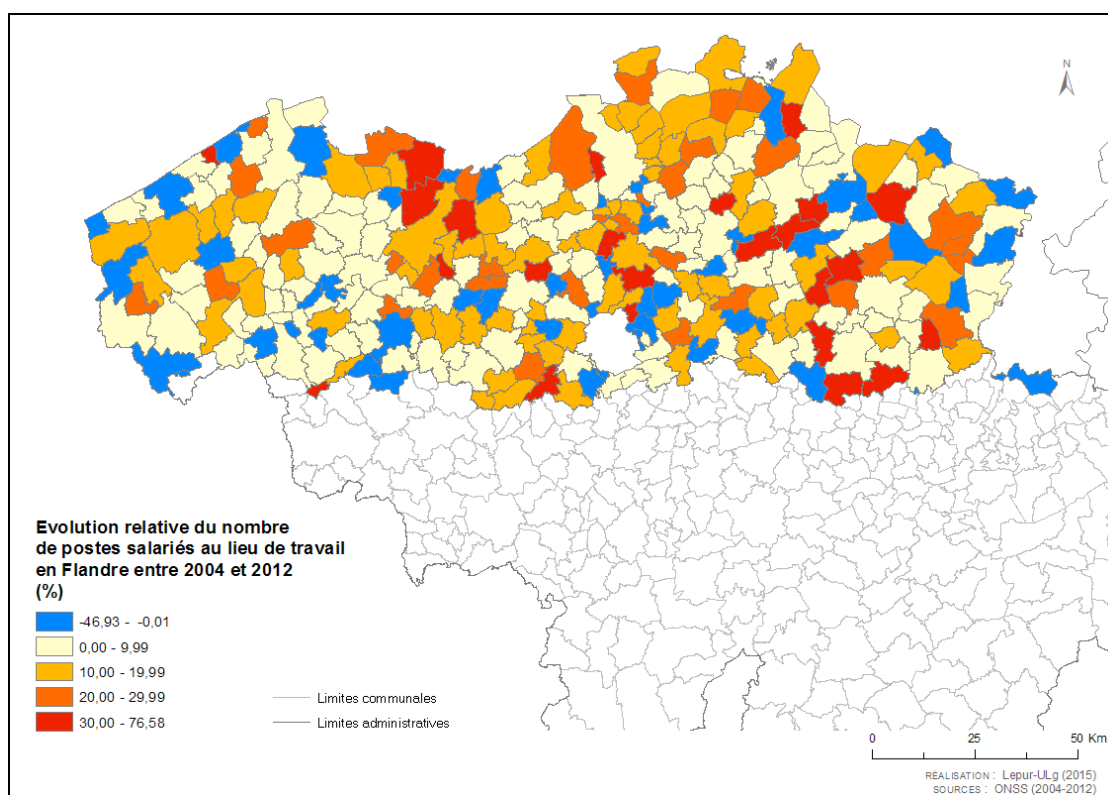 N
Evolution relative du nombre
de postes salariés au lieu de travail
en Flandre entre 2004 et 2012
(%)
-46,93 - -0,01
0,00 - 9,99
10,00 - 19,99
20,00 - 29,99
30,00 - 76,58
Limites communales
Limites administratives
0 25 50 Km
RÉALISATION : Lepur-ULg (2015)
SOURCES : ONSS (2004-2012)